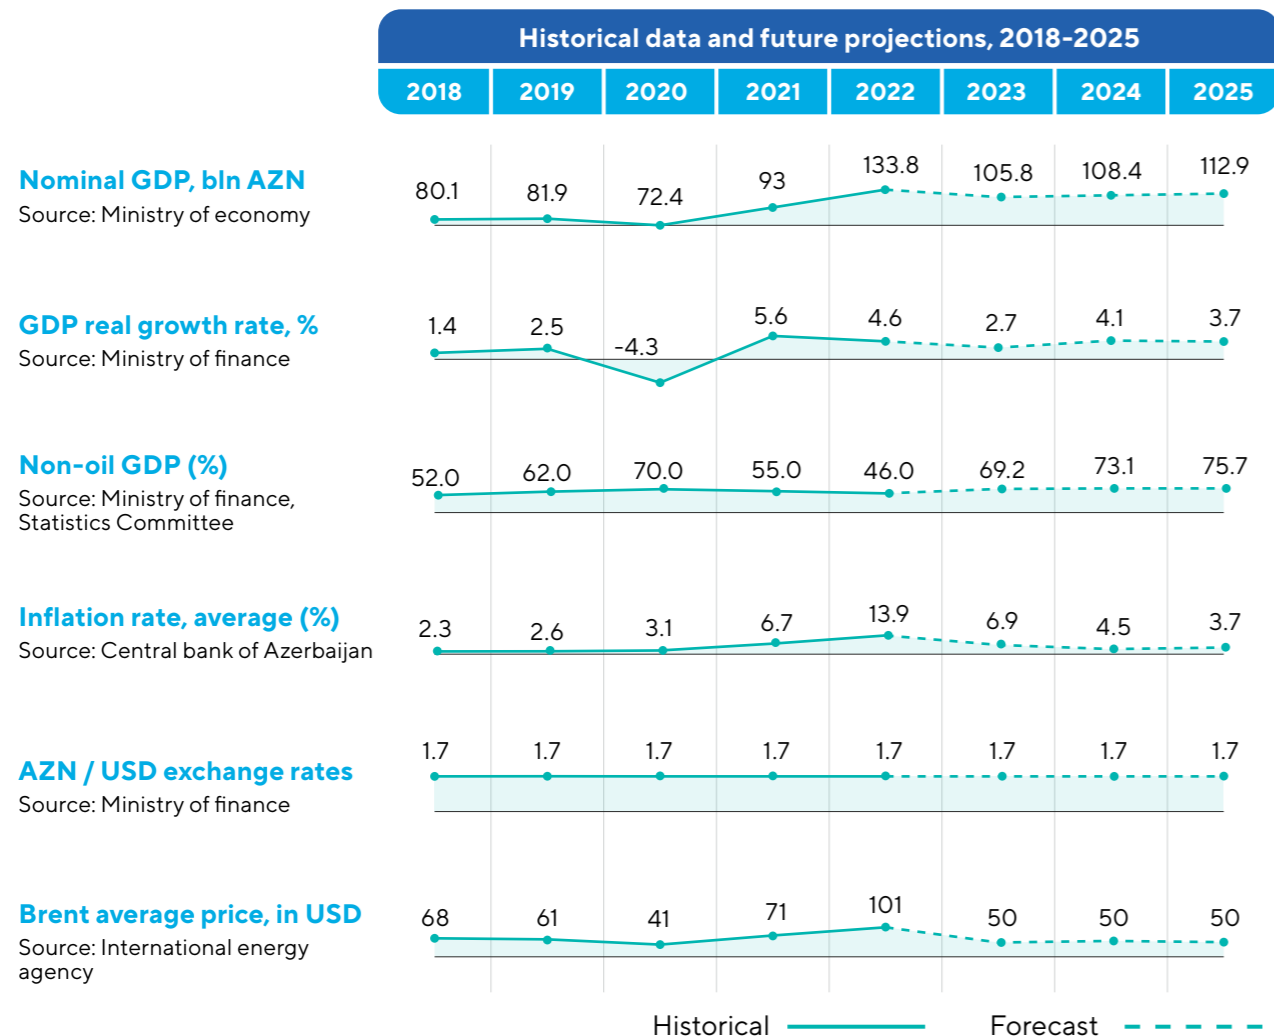 Historical data and future projections, 2018-2025
2018 2019 2020 2021 2022 2023 2024 2025
Nominal GDP, bln AZN
Source: Ministry of economy
80.1 81.9 72.4 93 133.8 105.8 108.4 112.9
GDP real growth rate, %
Source: Ministry of finance
1.4 2.5 -4.3 5.6 4.6 2.7 4.1 3.7
Non-oil GDP (%)
Source: Ministry of finance,
Statistics Committee
52.0 62.0 70.0 55.0 46.0 69.2 73.1 75.7
Inflation rate, average (%)
Source: Central bank of Azerbaijan
2.3 2.6 3.1 6.7 13.9 6.9 4.5 3.7
AZN / USD exchange rates
Source: Ministry of finance
1.7 1.7 1.7 1.7 1.7 1.7 1.7 1.7
Brent average price, in USD
Source: International energy
agency
68 61 41 71 101 50 50 50
Historical Forecast